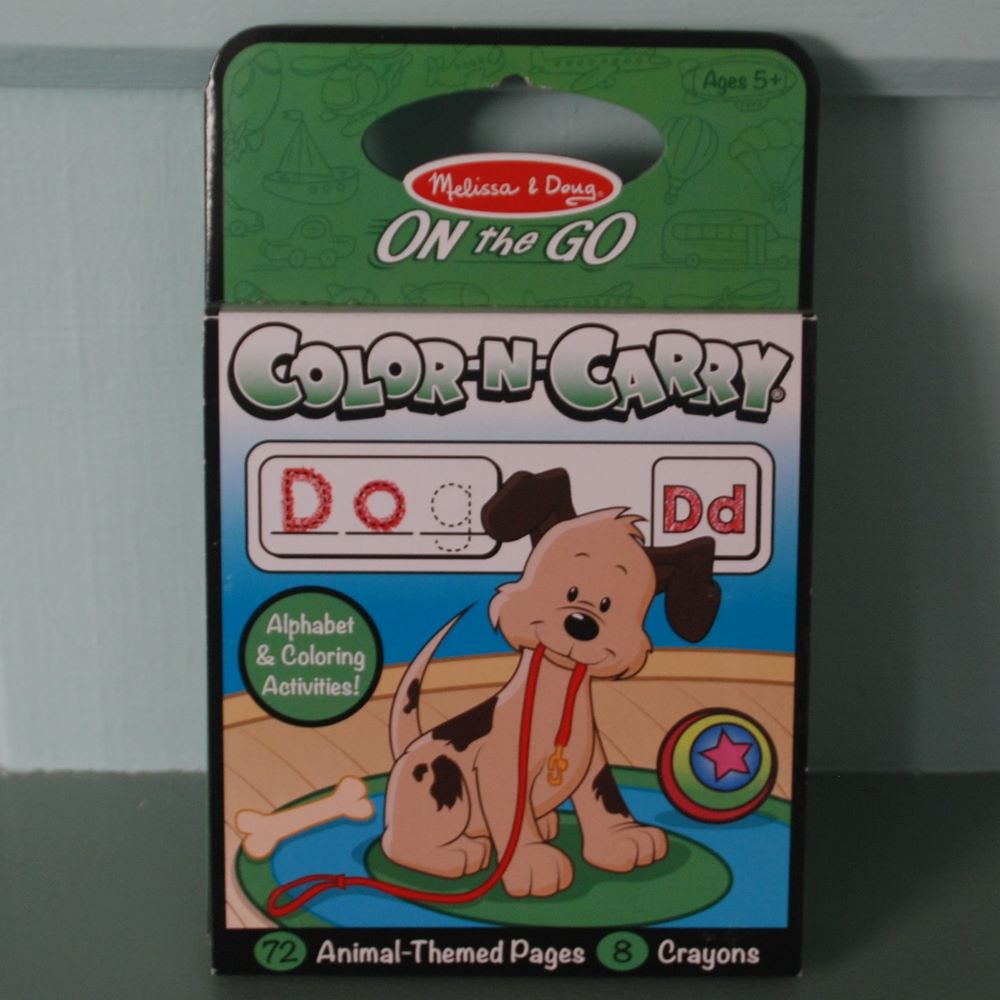 Ages 5+
Melissa & Doug®
ON the GO
COLOR-N-CARRY®
Dog
Dd
Alphabet
& Coloring
Activities!
72 Animal-Themed Pages 8 Crayons